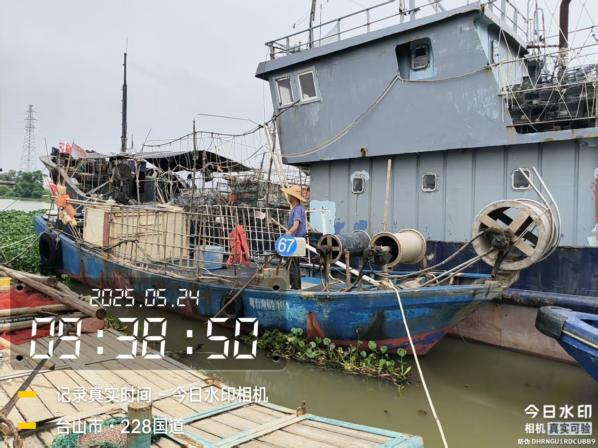 67
2025.05.24
09:38:50
记录真实时间·今日水印相机
台山市·228国道
今日水印
相机 真实可验
防伪 DHRNGU1RDCUBB9